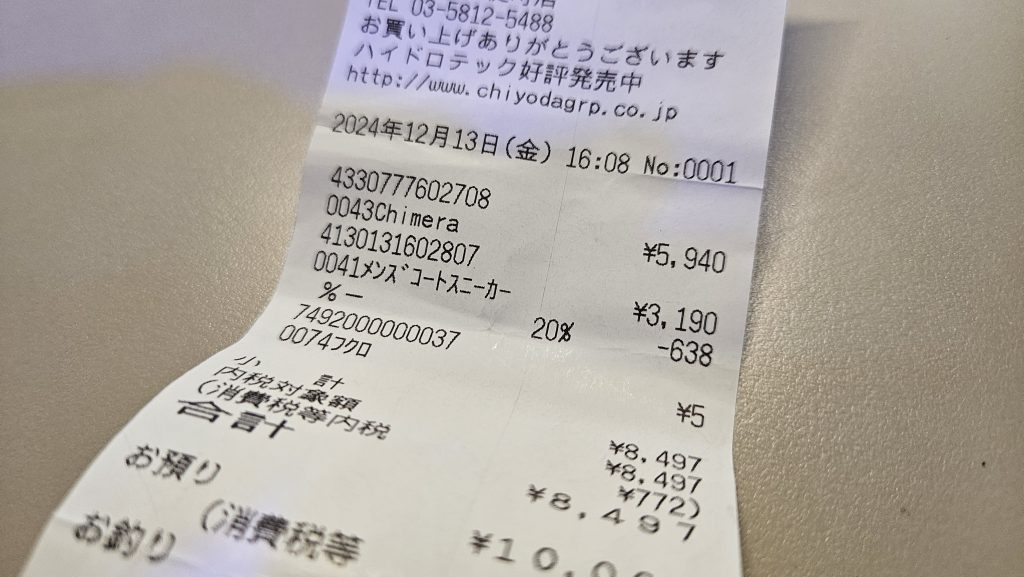 TEL 03-5812-5488
お買い上げありがとうございます
ハイドロテック好評発売中
http://www.chiyodagrp.co.jp
2024年12月13日(金) 16:08 No:0001
4330777602708
0043Chimera ¥5,940
4130131602807
0041メンズコートスニーカー ¥3,190
%− 20% -638
7492000000037
0074フクロ ¥5
小 計 ¥8,497
内税対象額 ¥8,497
(消費税等内税 ¥772)
合計 ¥8,497
お預り ¥10,0
(消費税等
お釣り